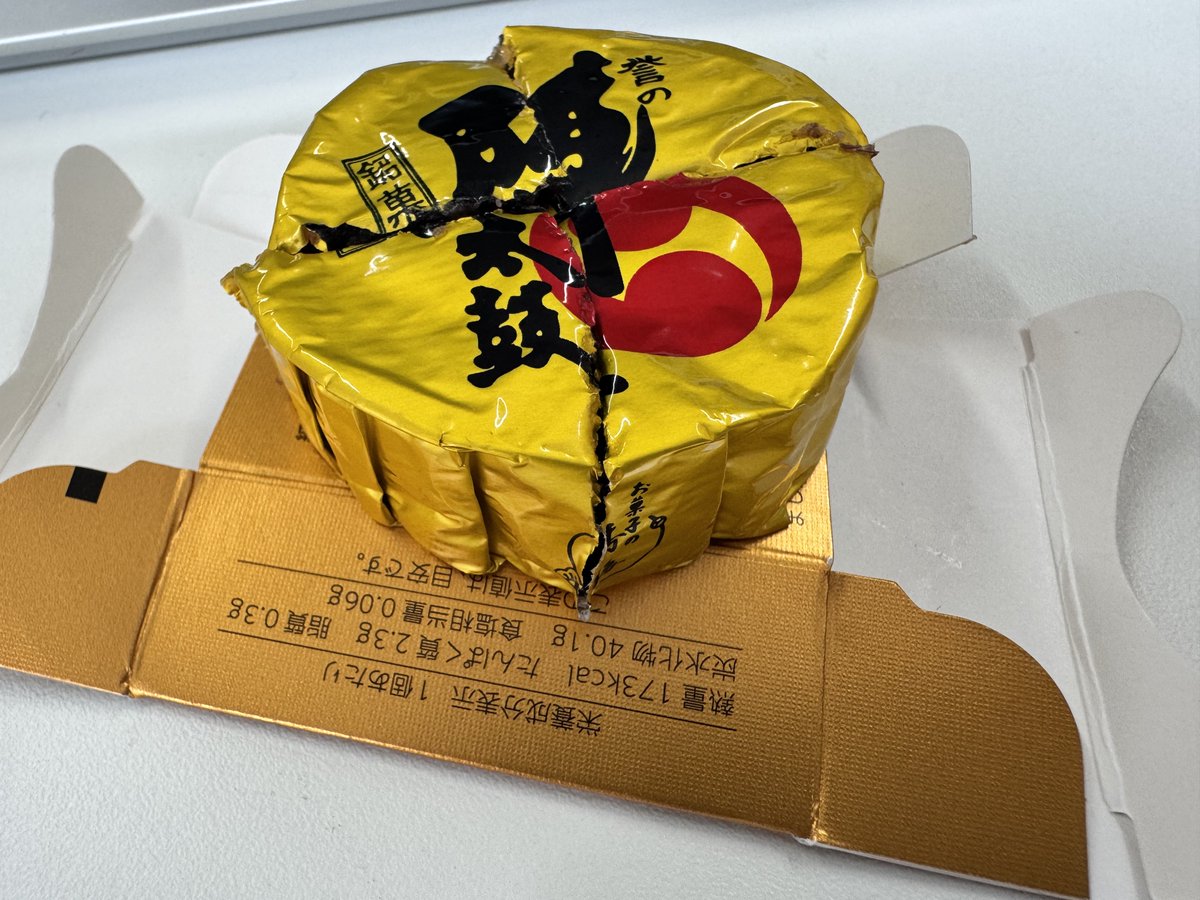 誉の
陣太鼓
銘菓
お菓子の
栄養成分表示 1個あたり
熱量 173kcal たんぱく質 2.3g 脂質 0.3g
炭水化物 40.1g 食塩相当量 0.06g
この表示値は、目安です。